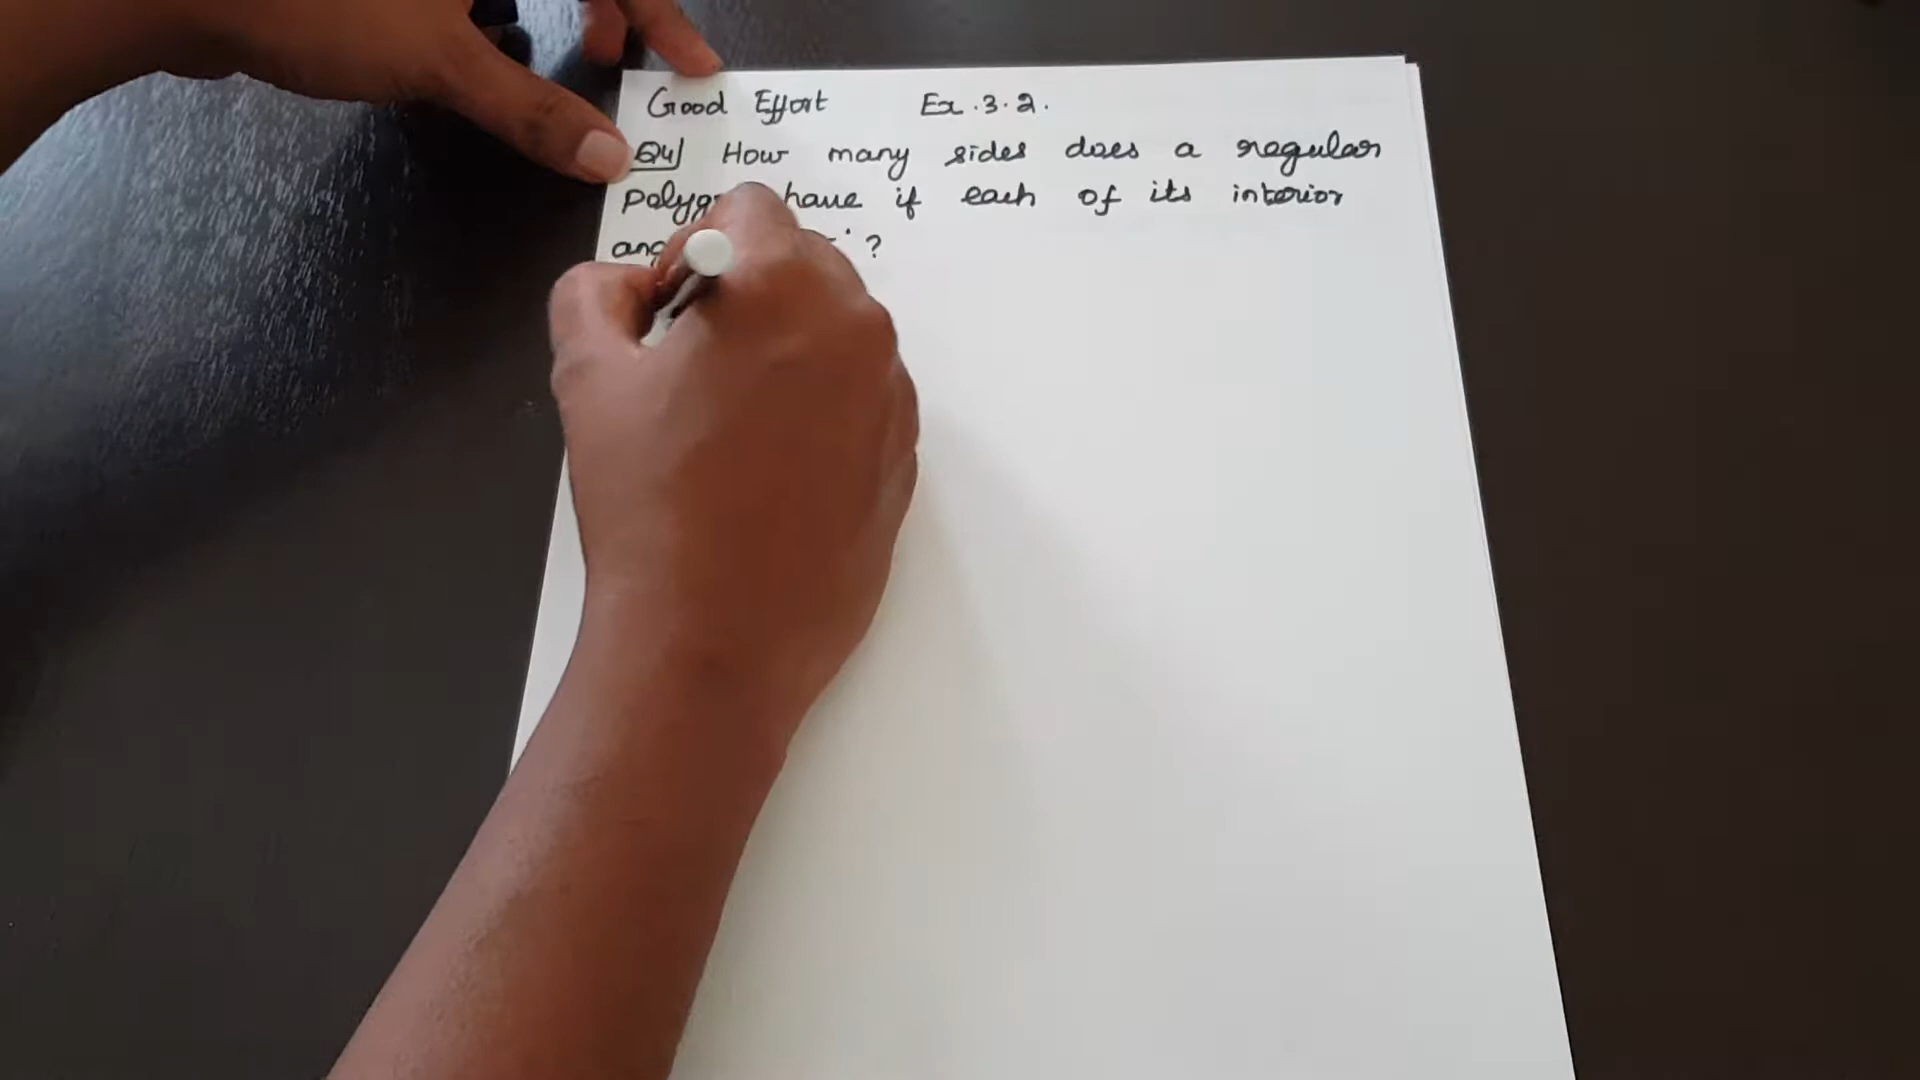 Good Effort Ex.3.2.
Q4) How many sides does a regular
have if each of its interior
?